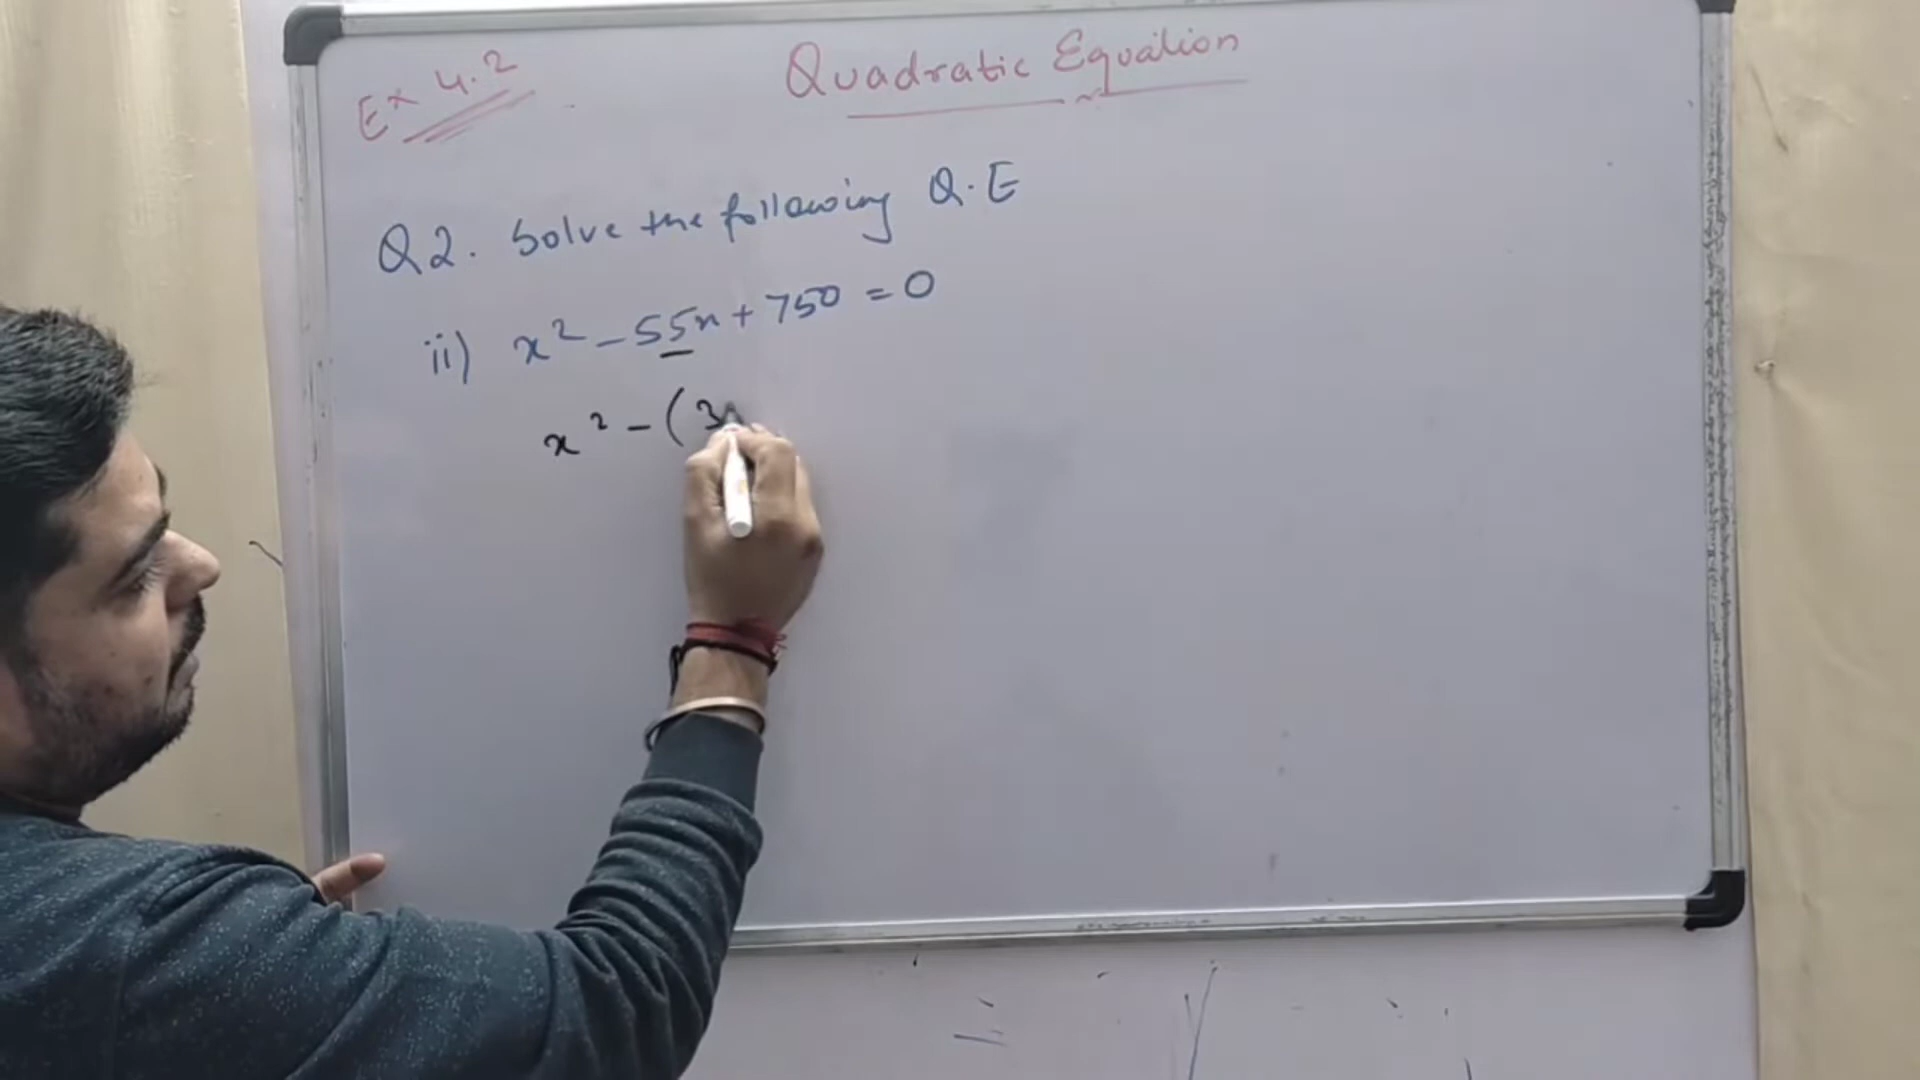 Ex 4.2
Quadratic Equation
Q2. Solve the following Q.E
ii) x² - 55x + 750 = 0
x² - (3